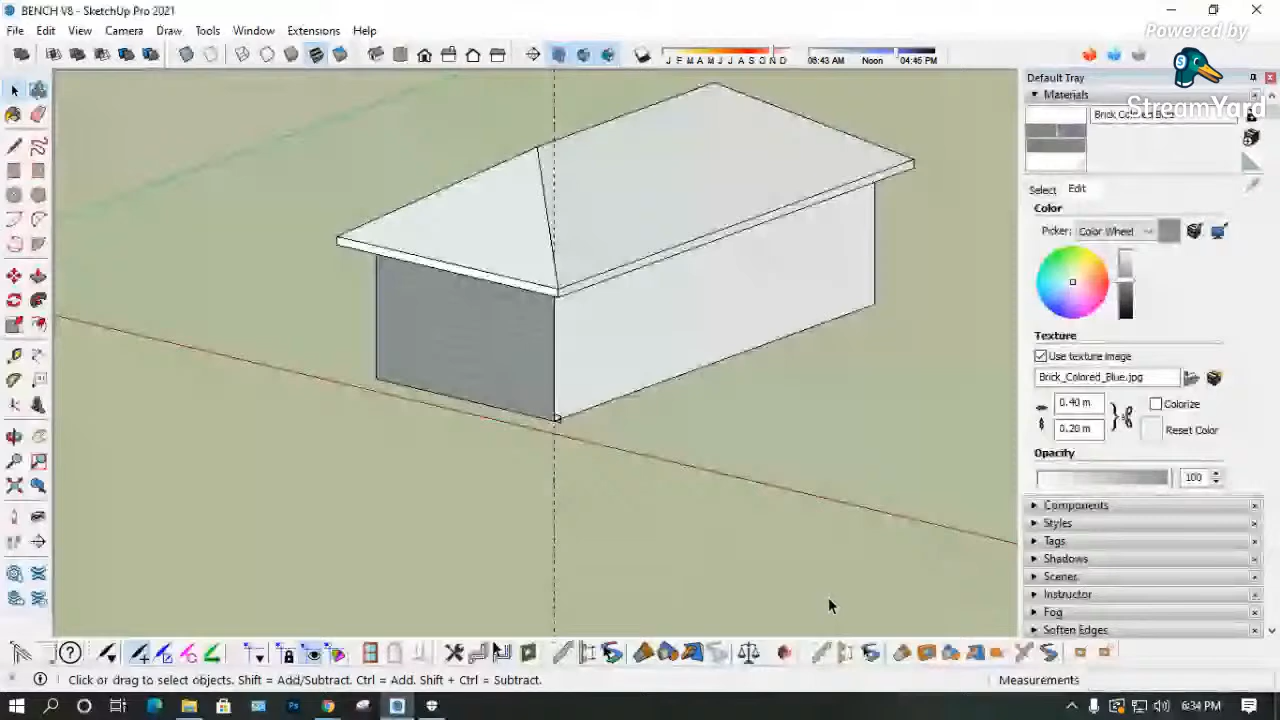 BENCH V8 - SketchUp Pro 2021
File Edit View Camera Draw Tools Window Extensions Help
Powered by
StreamYard
J F M A M J J A S O N D
06:43 AM Noon 04:45 PM
Default Tray
Materials
Select Edit
Color
Picker: Color Wheel
Texture
Use texture image
Brick_Colored_Blue.jpg
0.40 m
Colorize
0.20 m
Reset Color
Opacity
100
Components
Styles
Tags
Shadows
Scenes
Instructor
Fog
Soften Edges
Click or drag to select objects. Shift = Add/Subtract. Ctrl = Add. Shift + Ctrl = Subtract.
Measurements
6:34 PM